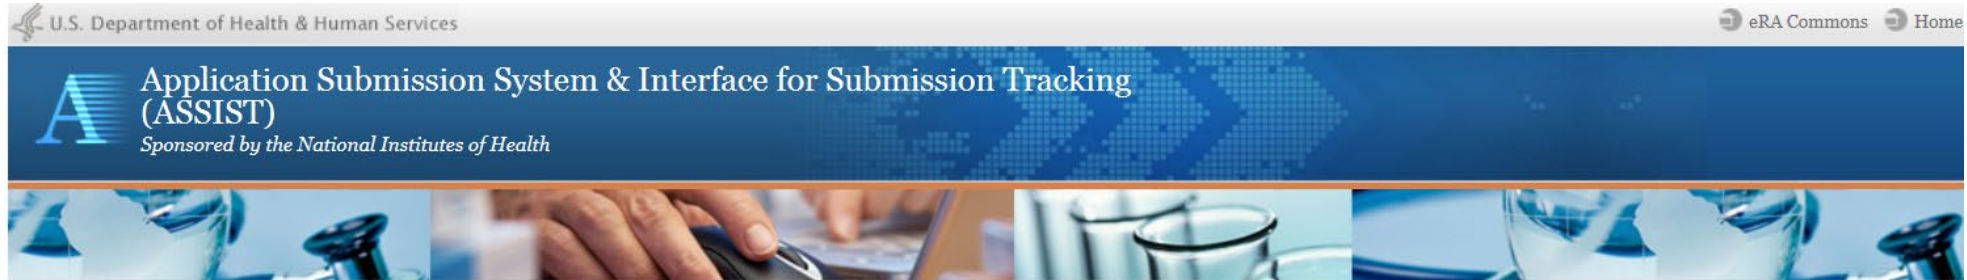 U.S. Department of Health & Human Services
eRA Commons
Home
A
Application Submission System & Interface for Submission Tracking
(ASSIST)
Sponsored by the National Institutes of Health